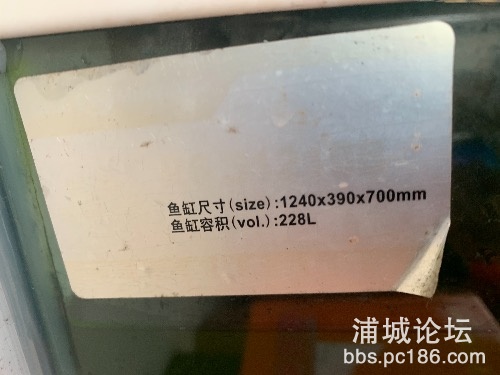 鱼缸尺寸(size):1240x390x700mm
鱼缸容积(vol.):228L
浦城论坛
bbs.pc186.com